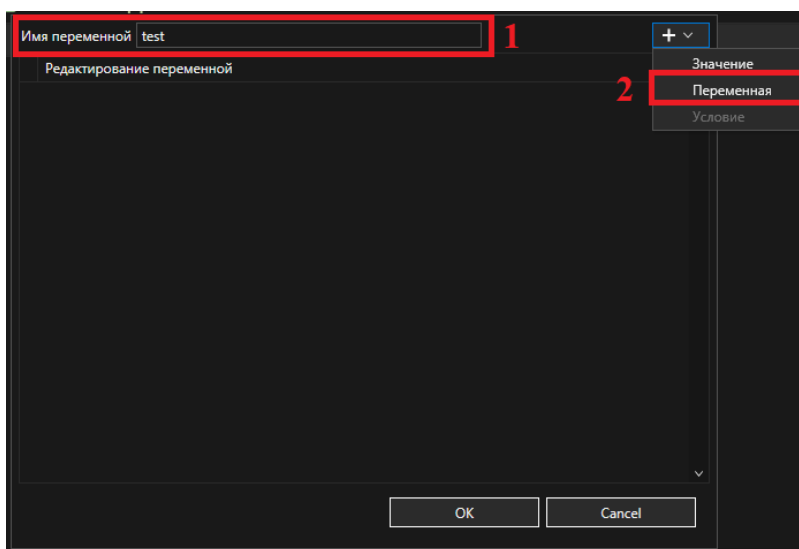 Имя переменной test 1
Редактирование переменной
Значение
2 Переменная
Условие
OK Cancel